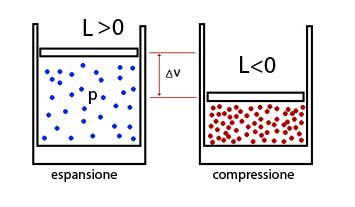 L >0
p
Δv
L<0
espansione
compressione